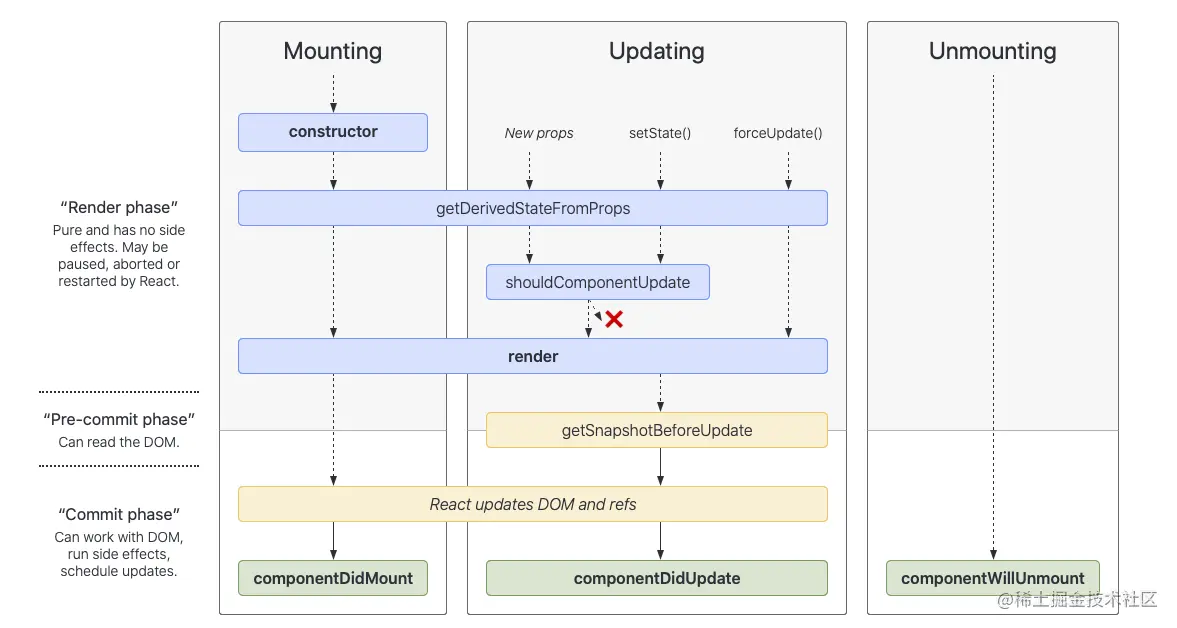 Mounting
Updating
Unmounting
constructor
New props
setState()
forceUpdate()
getDerivedStateFromProps
“Render phase”
Pure and has no side
effects. May be
paused, aborted or
restarted by React.
shouldComponentUpdate
render
“Pre-commit phase”
Can read the DOM.
getSnapshotBeforeUpdate
React updates DOM and refs
“Commit phase”
Can work with DOM,
run side effects,
schedule updates.
componentDidMount
componentDidUpdate
componentWillUnmount
@稀土掘金技术社区